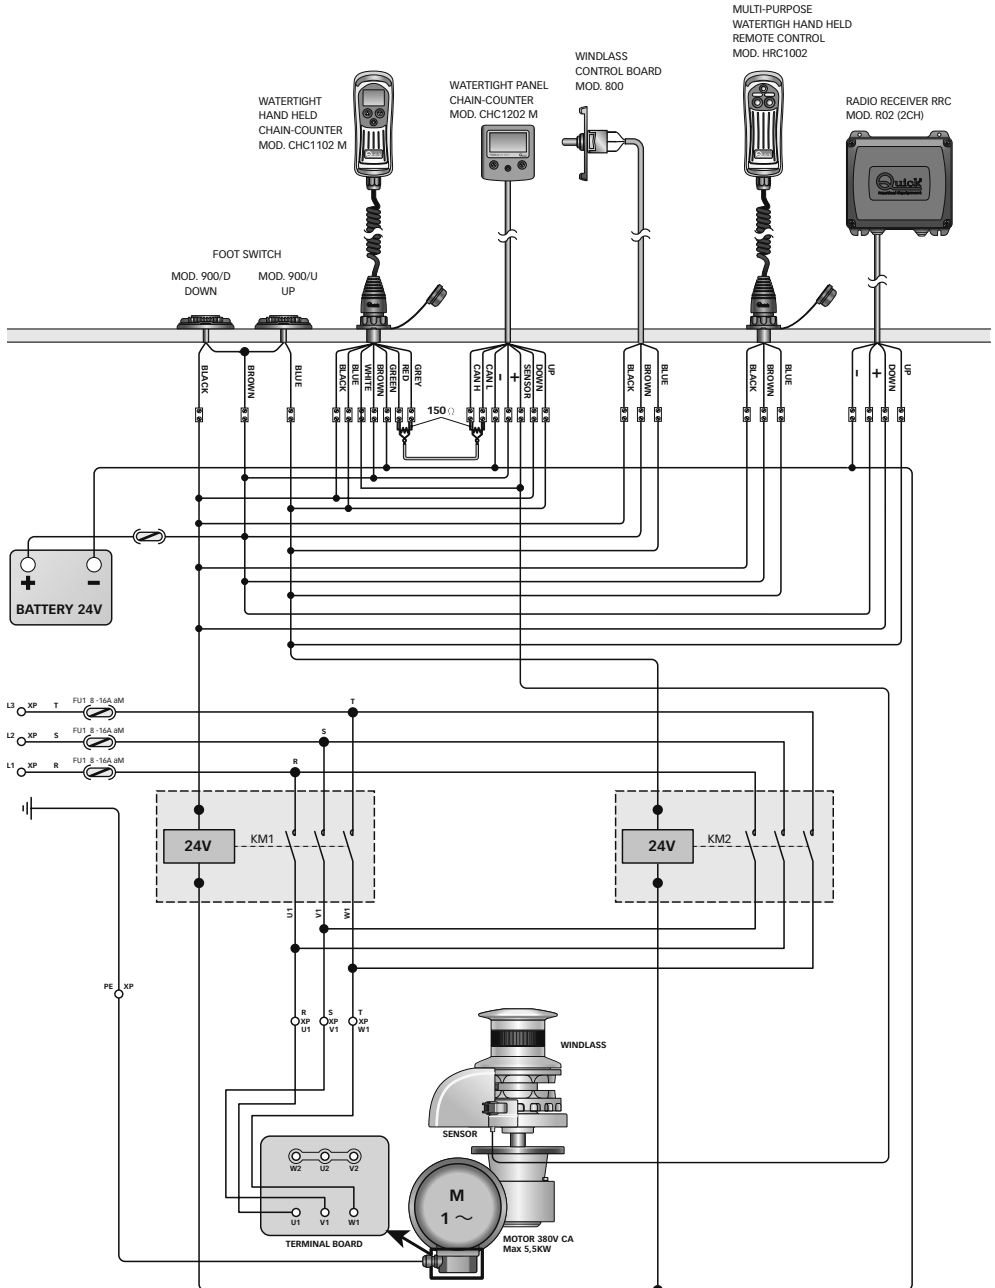 MULTI-PURPOSE
WATERTIGH HAND HELD
REMOTE CONTROL
MOD. HRC1002
WINDLASS
CONTROL BOARD
MOD. 800
WATERTIGHT PANEL
CHAIN-COUNTER
MOD. CHC1202 M
WATERTIGHT
HAND HELD
CHAIN-COUNTER
MOD. CHC1102 M
RADIO RECEIVER RRC
MOD. R02 (2CH)
Quick
Nautical Equipment
FOOT SWITCH
MOD. 900/D
DOWN
MOD. 900/U
UP
BLACK
BROWN
BLUE
BLACK
BLUE
WHITE
BROWN
GREEN
RED
GREY
CAN H
CAN L
-
+
SENSOR
DOWN
UP
BLACK
BROWN
BLUE
BLACK
BROWN
BLUE
-
+
DOWN
UP
150 Ω
+
-
BATTERY 24V
L3 XP T FU1 8 -16A aM
T
L2 XP S FU1 8 -16A aM
S
L1 XP R FU1 8 -16A aM
R
24V
KM1
24V
KM2
U1
V1
W1
PE XP
R
XP
U1
S
XP
V1
T
XP
W1
WINDLASS
SENSOR
W2
U2
V2
U1
V1
W1
TERMINAL BOARD
M
1 ~
MOTOR 380V CA
Max 5,5KW